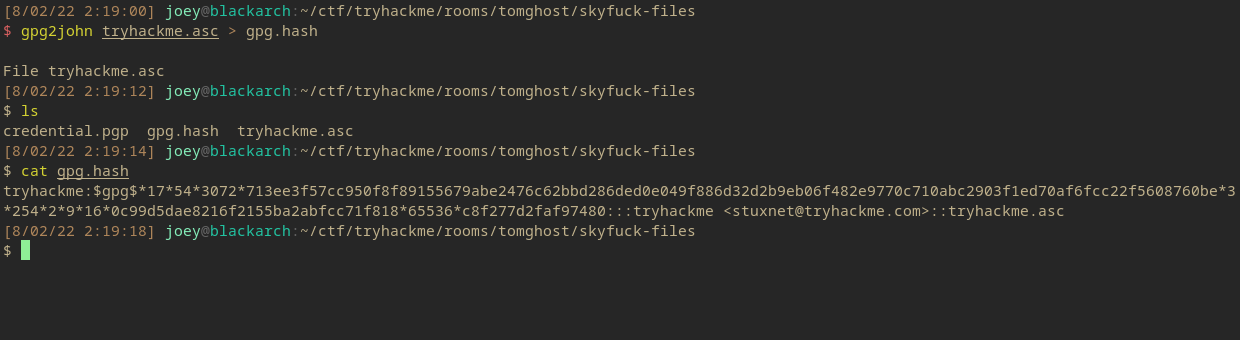 [8/02/22 2:19:00] joey@blackarch:~/ctf/tryhackme/rooms/tomghost/skyfuck-files
$ gpg2john tryhackme.asc > gpg.hash
File tryhackme.asc
[8/02/22 2:19:12] joey@blackarch:~/ctf/tryhackme/rooms/tomghost/skyfuck-files
$ ls
credential.pgp  gpg.hash  tryhackme.asc
[8/02/22 2:19:14] joey@blackarch:~/ctf/tryhackme/rooms/tomghost/skyfuck-files
$ cat gpg.hash
tryhackme:$gpg$*17*54*3072*713ee3f57cc950f8f89155679abe2476c62bbd286ded0e049f886d32d2b9eb06f482e9770c710abc2903f1ed70af6fcc22f5608760be*3
*254*2*9*16*0c99d5dae8216f2155ba2abfcc71f818*65536*c8f277d2faf97480:::tryhackme <stuxnet@tryhackme.com>::tryhackme.asc
[8/02/22 2:19:18] joey@blackarch:~/ctf/tryhackme/rooms/tomghost/skyfuck-files
$